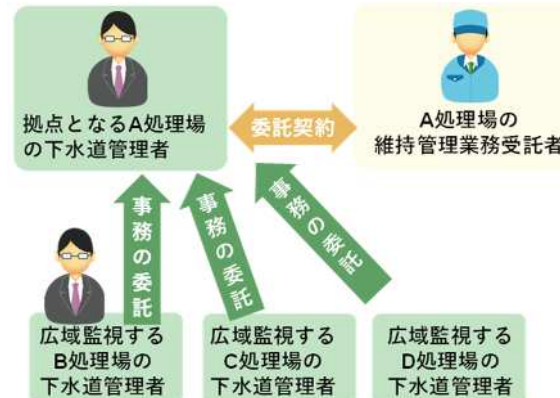 拠点となるA処理場
の下水道管理者
委託契約
A処理場の
維持管理業務受託者
事務の委託
事務の委託
事務の委託
広域監視する
B処理場の
下水道管理者
広域監視する
C処理場の
下水道管理者
広域監視する
D処理場の
下水道管理者